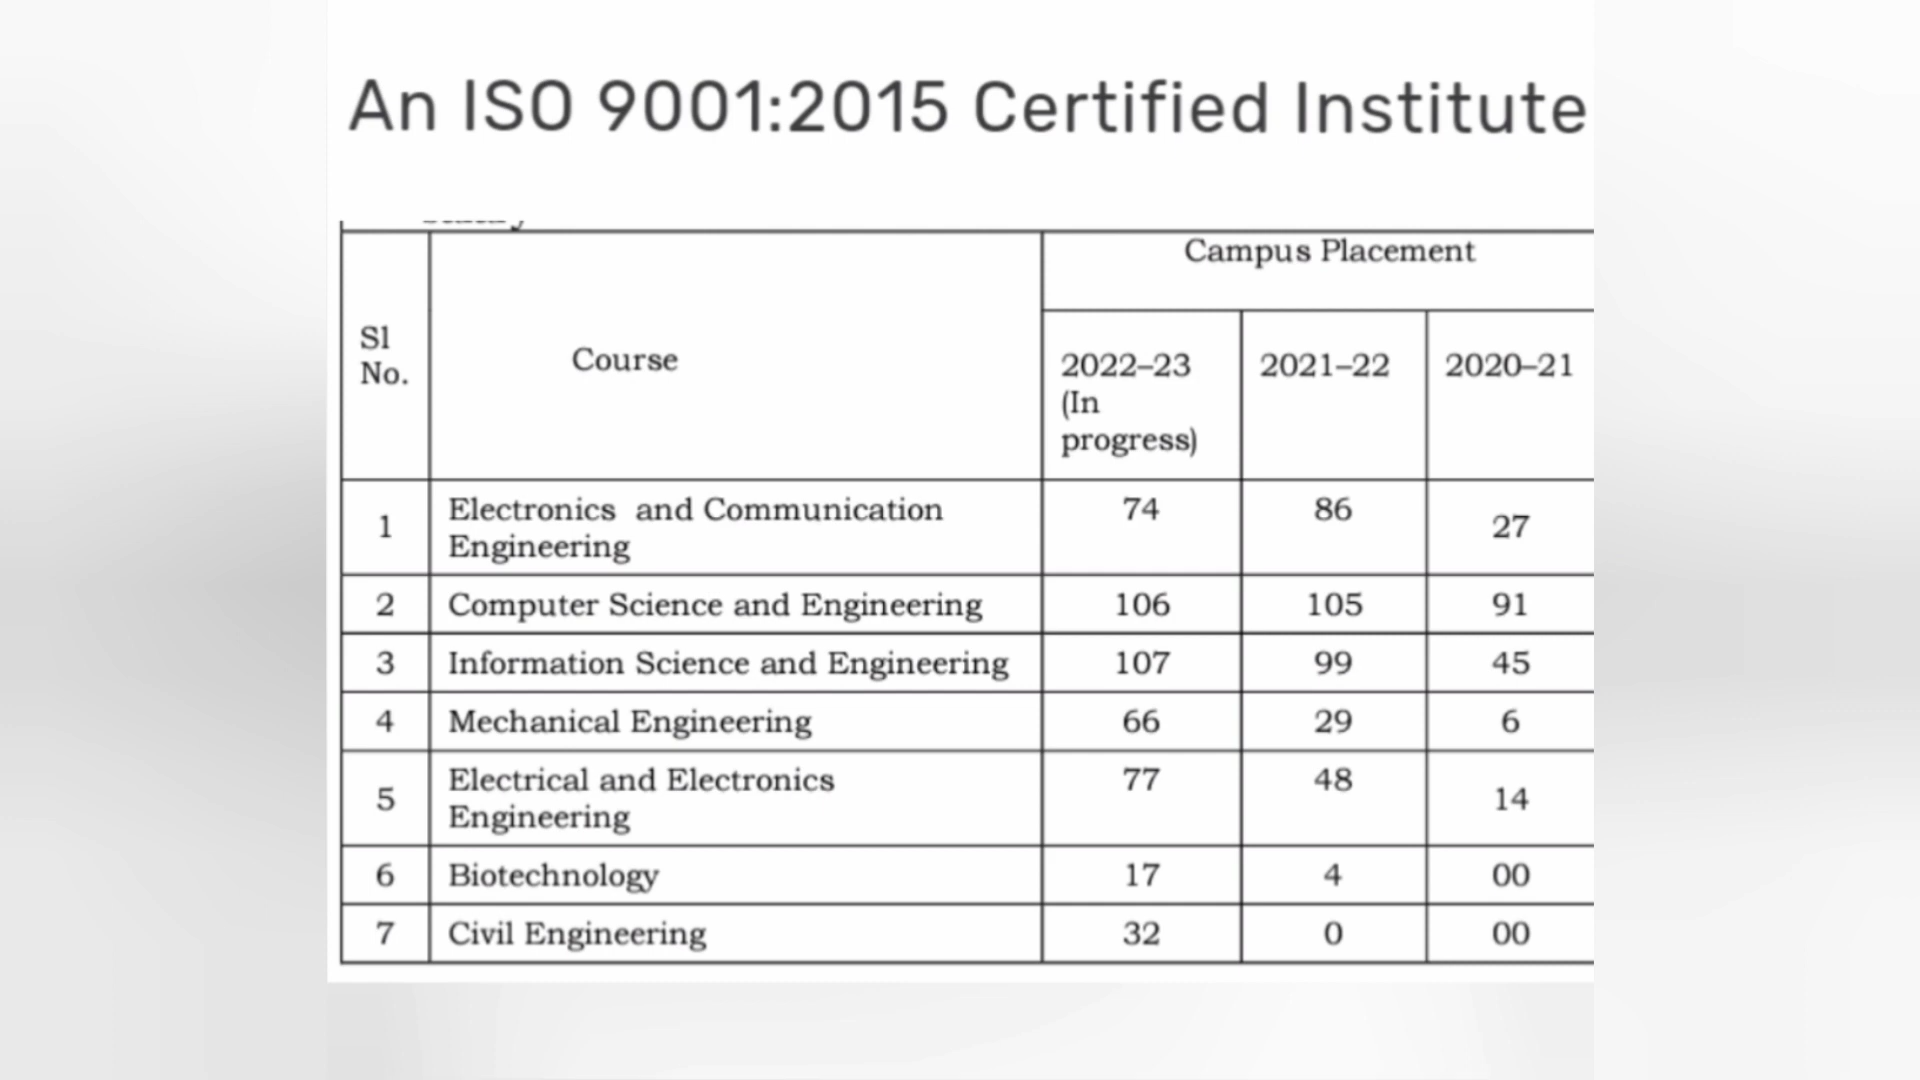 An ISO 9001:2015 Certified Institute
Campus Placement
Sl
No.
Course
2022–23
(In
progress)
2021–22
2020–21
1
Electronics and Communication
Engineering
74
86
27
2
Computer Science and Engineering
106
105
91
3
Information Science and Engineering
107
99
45
4
Mechanical Engineering
66
29
6
5
Electrical and Electronics
Engineering
77
48
14
6
Biotechnology
17
4
00
7
Civil Engineering
32
0
00